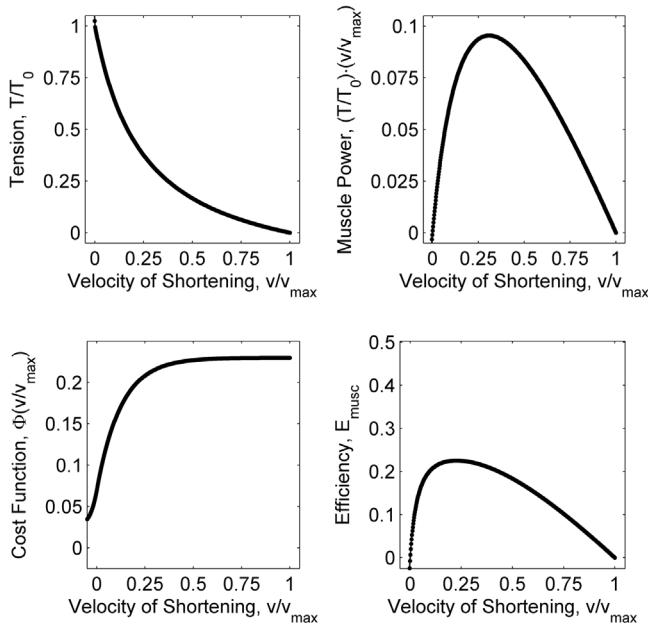 Tension, T/T0
1
0.75
0.5
0.25
0
0 0.25 0.5 0.75 1
Velocity of Shortening, v/vmax
Muscle Power, (T/T0)·(v/vmax)
0.1
0.075
0.05
0.025
0
0 0.25 0.5 0.75 1
Velocity of Shortening, v/vmax
Cost Function, Φ(v/vmax)
0.2
0.15
0.1
0.05
0
0 0.25 0.5 0.75 1
Velocity of Shortening, v/vmax
Efficiency, Emusc
0.5
0.4
0.3
0.2
0.1
0
0 0.25 0.5 0.75 1
Velocity of Shortening, v/vmax